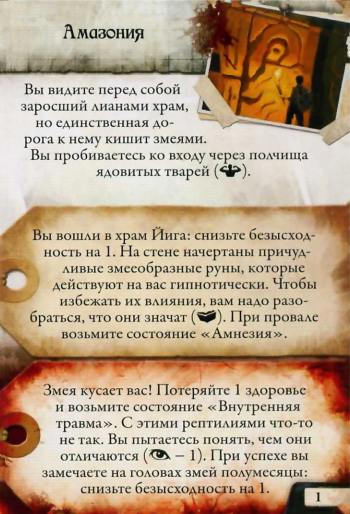 Амазония
Вы видите перед собой
заросший лианами храм,
но единственная до-
рога к нему кишит змеями.
Вы пробиваетесь ко входу через полчища
ядовитых тварей ( ).
Вы вошли в храм Йига: снизьте безысход-
ность на 1. На стене начертаны причуд-
ливые змееобразные руны, которые
действуют на вас гипнотически. Чтобы
избежать их влияния, вам надо разо-
браться, что они значат ( ). При провале
возьмите состояние «Амнезия».
Змея кусает вас! Потеряйте 1 здоровье
и возьмите состояние «Внутренняя
травма». С этими рептилиями что-то
не так. Вы пытаетесь понять, чем они
отличаются ( – 1). При успехе вы
замечаете на головах змей полумесяцы:
снизьте безысходность на 1.
1